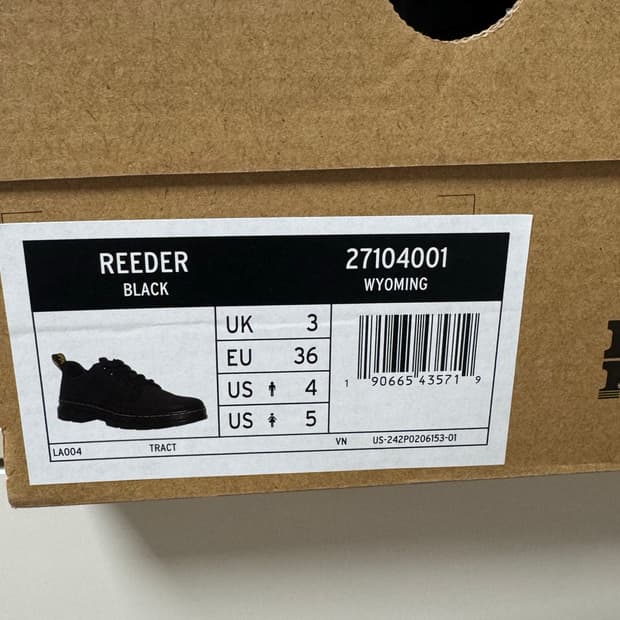 REEDER
BLACK
27104001
WYOMING
UK 3
EU 36
US 4
US 5
1 90665 43571 9
LA004 TRACT VN US-242P0206153-01